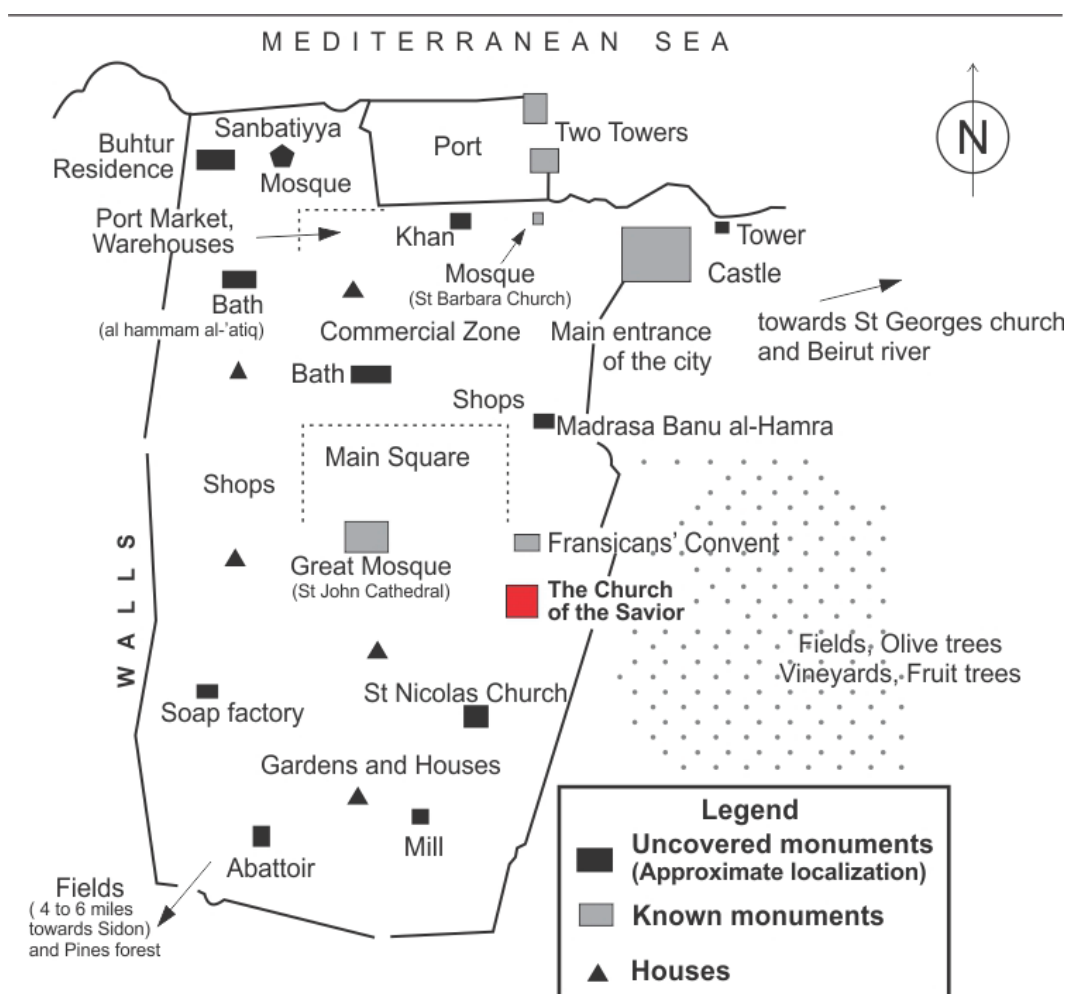 MEDITERRANEAN SEA
N
Sanbatiyya
Mosque
Buhtur
Residence
Port
Two Towers
Port Market,
Warehouses
Khan
Mosque
(St Barbara Church)
Tower
Castle
Bath
(al hammam al-'atiq)
Commercial Zone
Main entrance
of the city
towards St Georges church
and Beirut river
Bath
Shops
Madrasa Banu al-Hamra
Main Square
Shops
WALLS
Great Mosque
(St John Cathedral)
Fransicans' Convent
The Church
of the Savior
Fields, Olive trees
Vineyards, Fruit trees
Soap factory
St Nicolas Church
Gardens and Houses
Mill
Abattoir
Fields
( 4 to 6 miles
towards Sidon)
and Pines forest
Legend
Uncovered monuments
(Approximate localization)
Known monuments
Houses